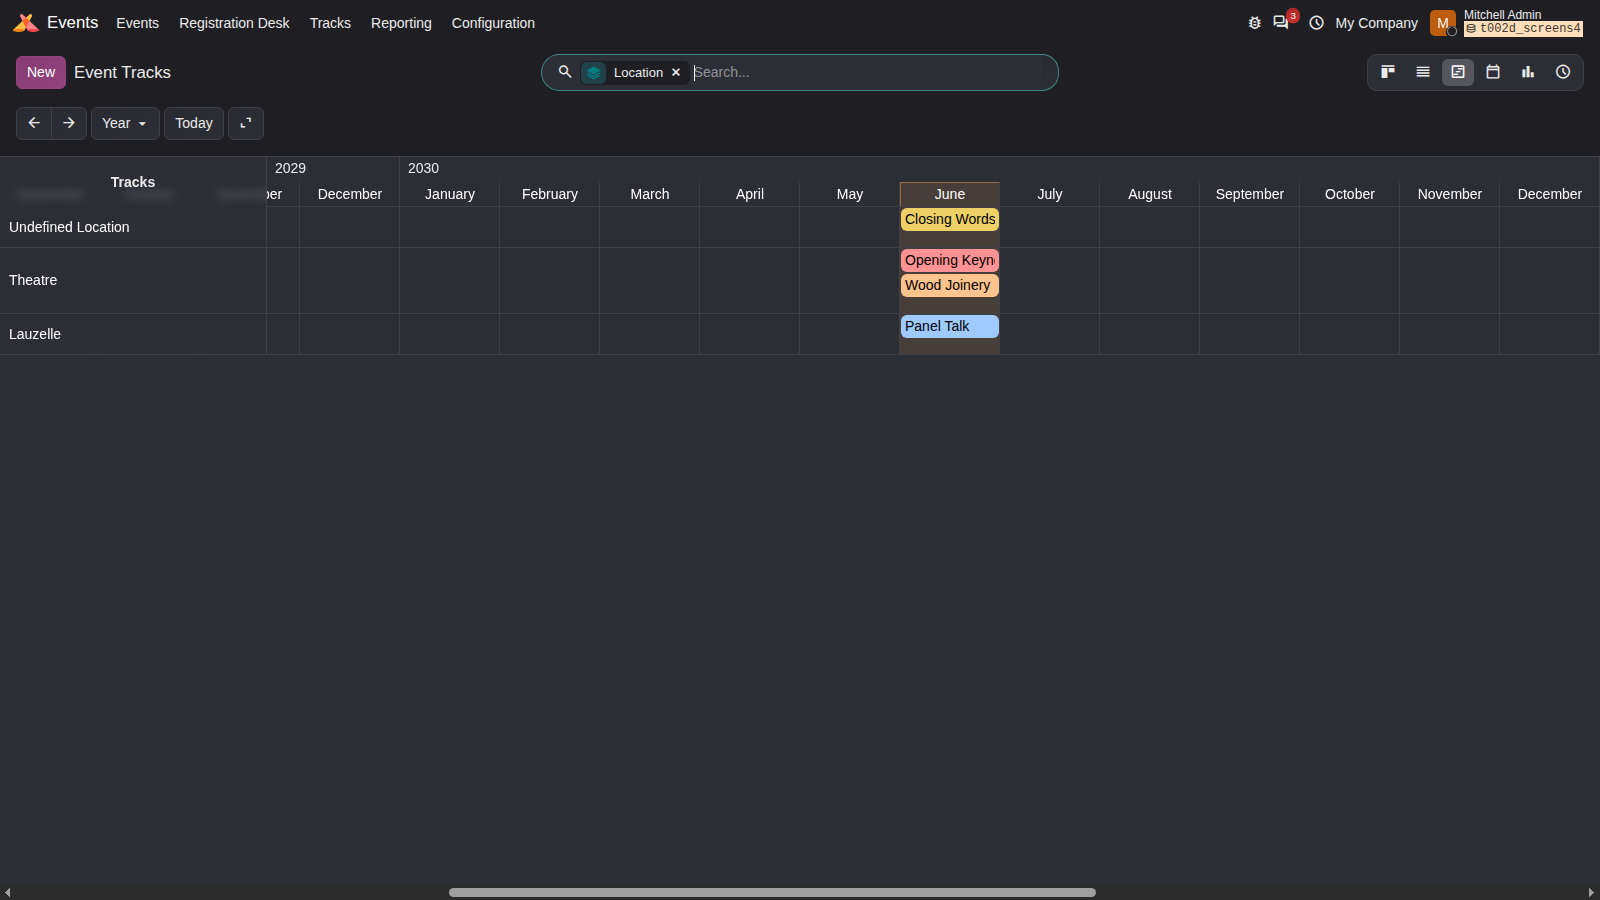 Events Events Registration Desk Tracks Reporting Configuration 3 My Company M Mitchell Admin
t002d_screens4
New Event Tracks Location × Search...
Year Today
2029 2030
Tracks
December January February March April May June July August September October November December
Undefined Location Closing Words
Theatre Opening
Wood Joinery
Lauzelle Panel Talk